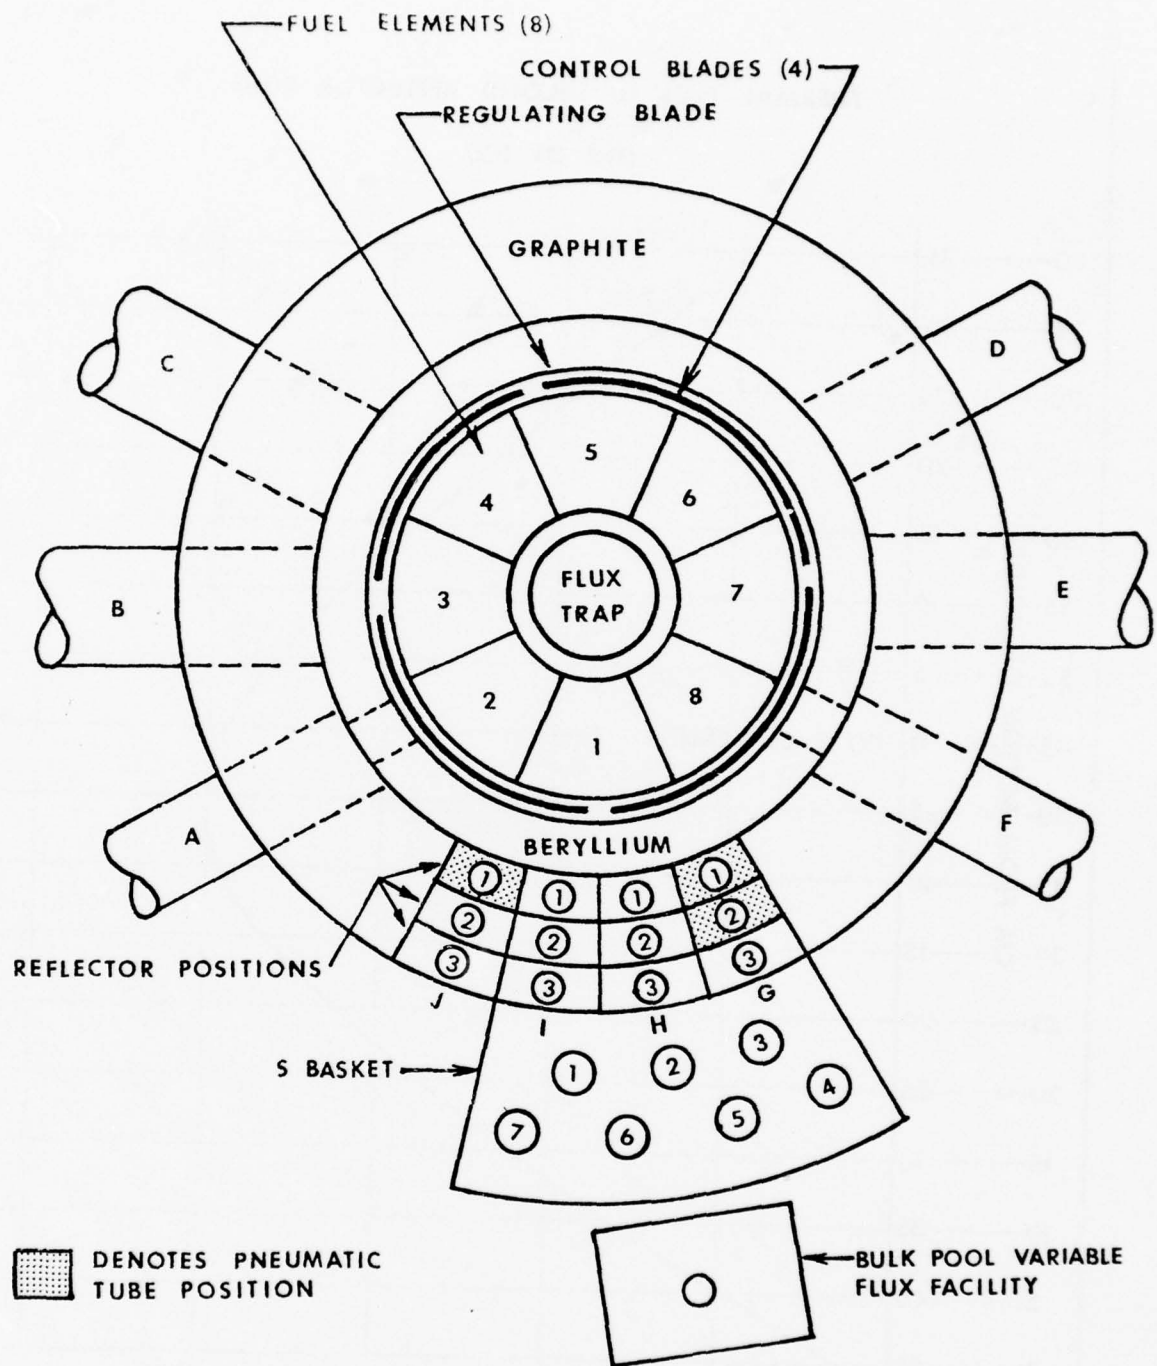 FUEL ELEMENTS (8)
CONTROL BLADES (4)
REGULATING BLADE
GRAPHITE
C
D
5
4
6
FLUX
TRAP
3
7
B
E
2
8
1
A
F
BERYLLIUM
1
1
1
1
2
2
2
2
3
3
3
3
REFLECTOR POSITIONS
J
I
H
G
S BASKET
1
2
3
4
5
6
7
DENOTES PNEUMATIC
TUBE POSITION
BULK POOL VARIABLE
FLUX FACILITY